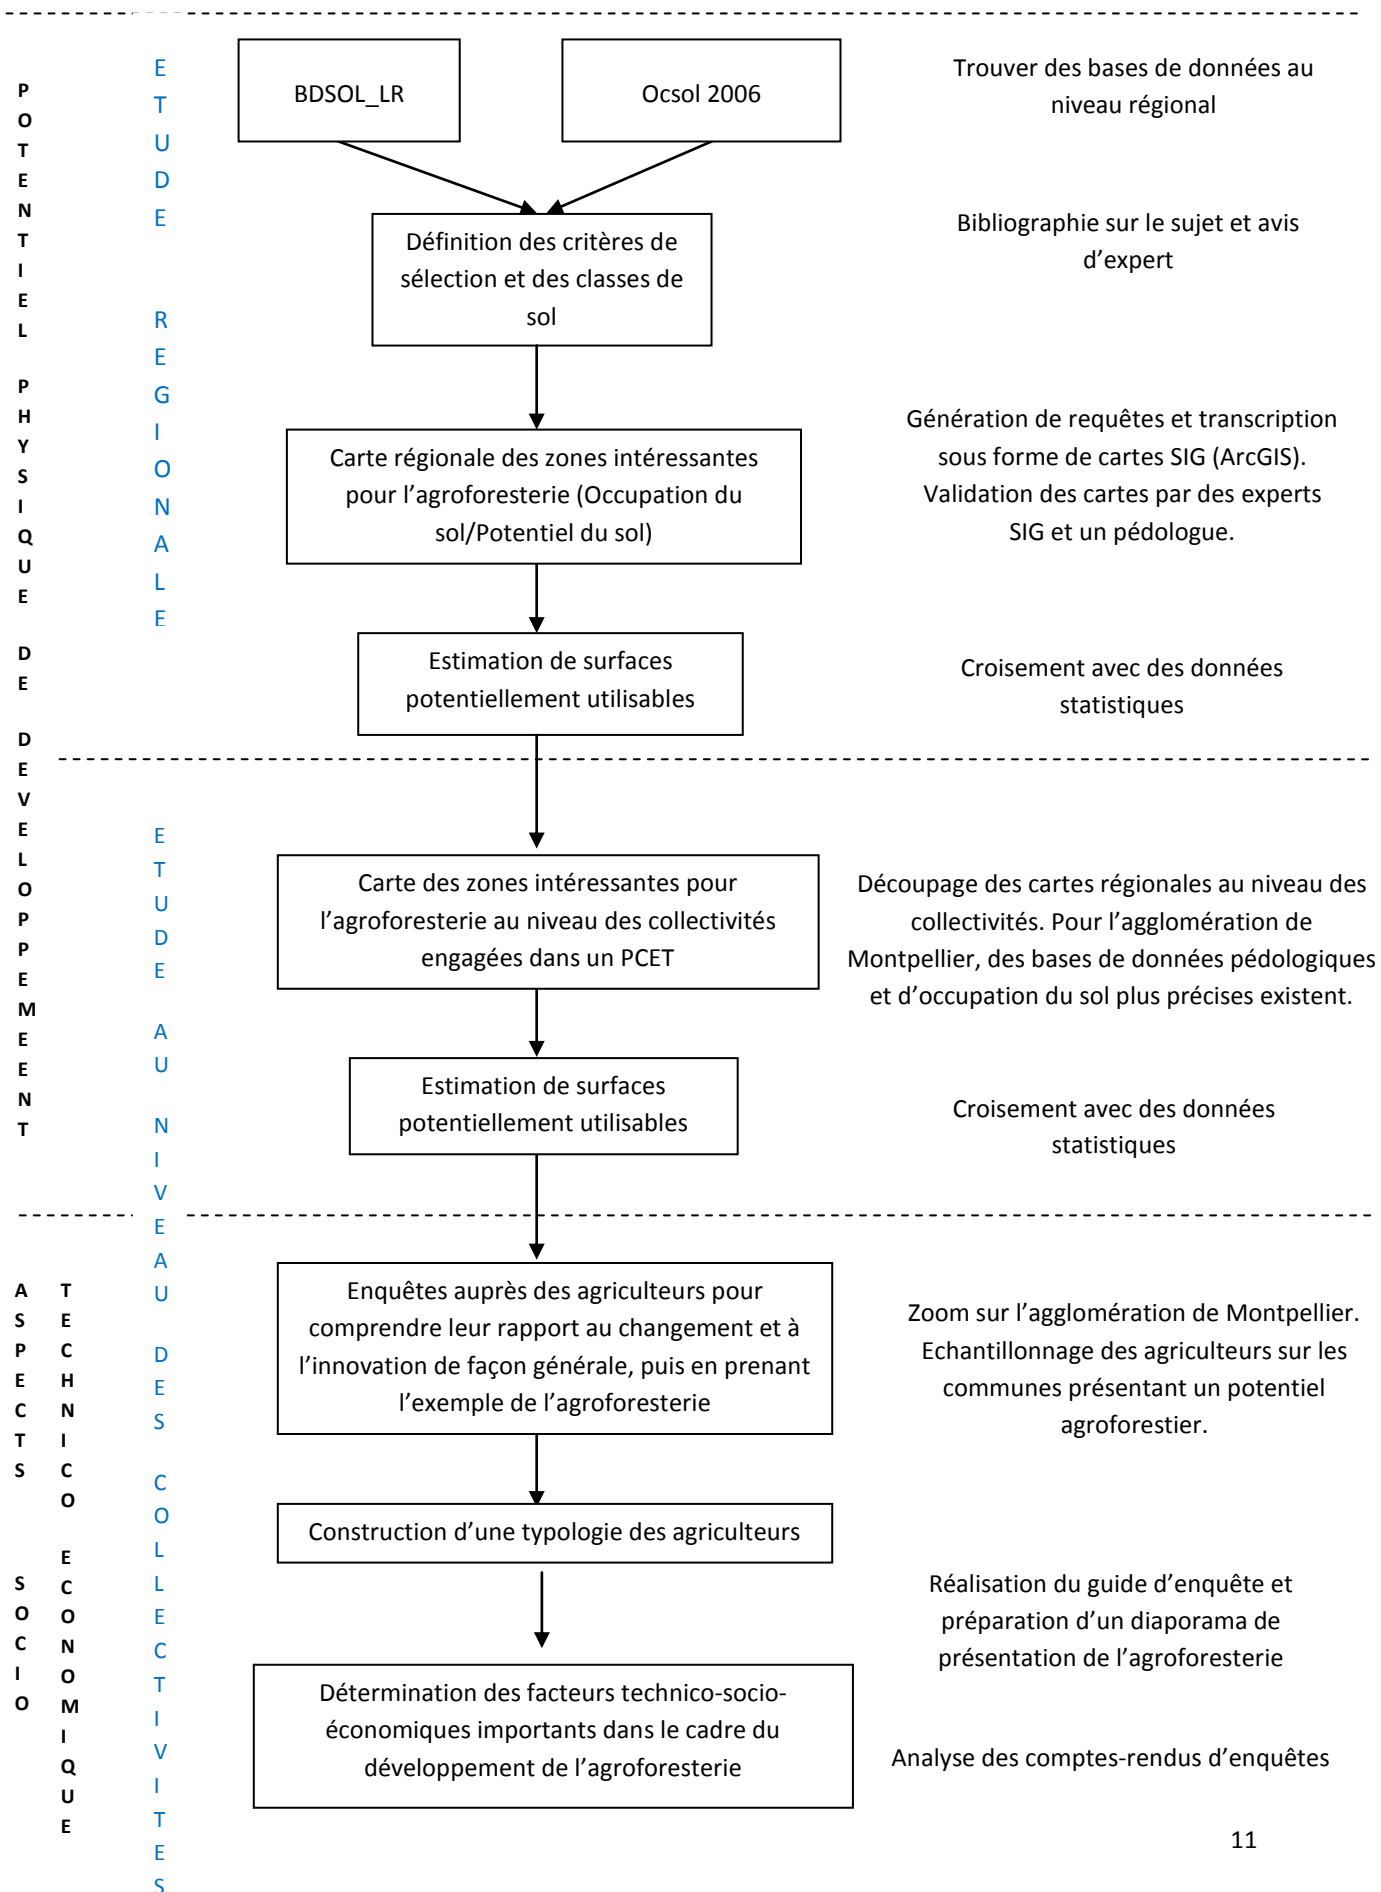 POTENTIEL PHYSIQUE DE DEVELOPPEMENT
ETUDE REGIONALE
BDSOL_LR
Ocsol 2006
Trouver des bases de données au
niveau régional
Définition des critères de
sélection et des classes de
sol
Bibliographie sur le sujet et avis
d’expert
Carte régionale des zones intéressantes
pour l’agroforesterie (Occupation du
sol/Potentiel du sol)
Génération de requêtes et transcription
sous forme de cartes SIG (ArcGIS).
Validation des cartes par des experts
SIG et un pédologue.
Estimation de surfaces
potentiellement utilisables
Croisement avec des données
statistiques
ETUDE AU NIVEAU DES COLLECTIVITES
Carte des zones intéressantes pour
l’agroforesterie au niveau des collectivités
engagées dans un PCET
Découpage des cartes régionales au niveau des
collectivités. Pour l’agglomération de
Montpellier, des bases de données pédologiques
et d’occupation du sol plus précises existent.
Estimation de surfaces
potentiellement utilisables
Croisement avec des données
statistiques
ASPECTS SOCIO
TECHNICO ECONOMIQUE
Enquêtes auprès des agriculteurs pour
comprendre leur rapport au changement et à
l’innovation de façon générale, puis en prenant
l’exemple de l’agroforesterie
Zoom sur l’agglomération de Montpellier.
Echantillonnage des agriculteurs sur les
communes présentant un potentiel
agroforestier.
Construction d’une typologie des agriculteurs
Réalisation du guide d’enquête et
préparation d’un diaporama de
présentation de l’agroforesterie
Détermination des facteurs technico-socio-
économiques importants dans le cadre du
développement de l’agroforesterie
Analyse des comptes-rendus d’enquêtes
11